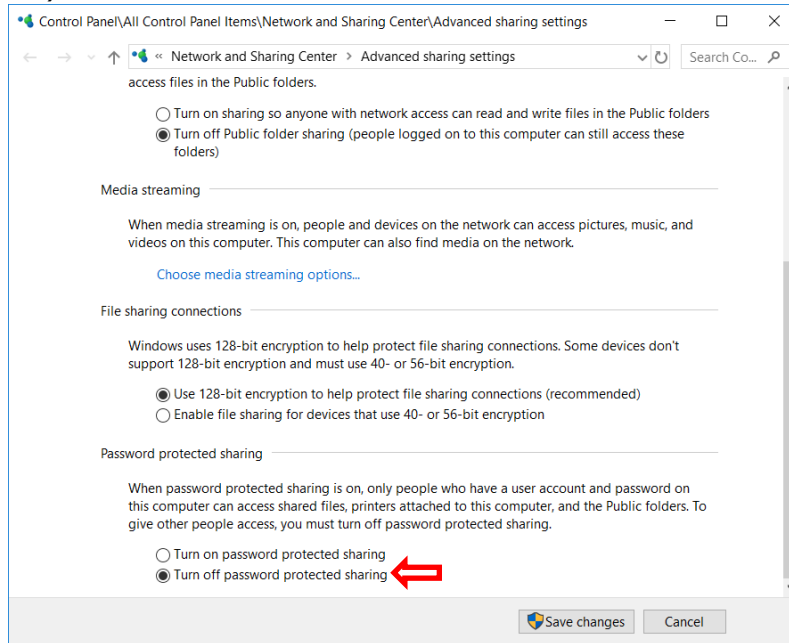 Control Panel\All Control Panel Items\Network and Sharing Center\Advanced sharing settings
« Network and Sharing Center > Advanced sharing settings
Search Co...
access files in the Public folders.
Turn on sharing so anyone with network access can read and write files in the Public folders
Turn off Public folder sharing (people logged on to this computer can still access these
folders)
Media streaming
When media streaming is on, people and devices on the network can access pictures, music, and
videos on this computer. This computer can also find media on the network.
Choose media streaming options...
File sharing connections
Windows uses 128-bit encryption to help protect file sharing connections. Some devices don't
support 128-bit encryption and must use 40- or 56-bit encryption.
Use 128-bit encryption to help protect file sharing connections (recommended)
Enable file sharing for devices that use 40- or 56-bit encryption
Password protected sharing
When password protected sharing is on, only people who have a user account and password on
this computer can access shared files, printers attached to this computer, and the Public folders. To
give other people access, you must turn off password protected sharing.
Turn on password protected sharing
Turn off password protected sharing
Save changes
Cancel